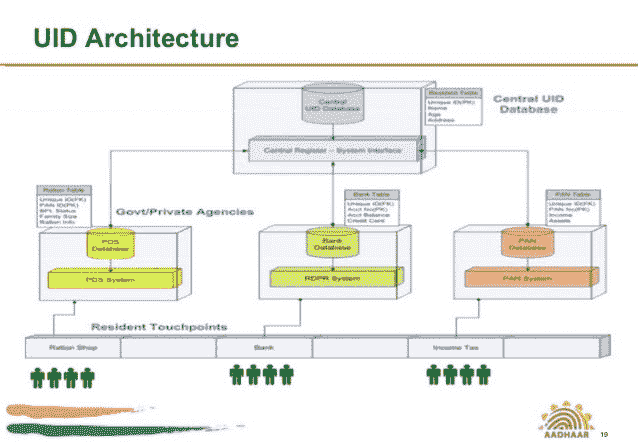 UID Architecture
Central
UID Database
Resident Table
Unique ID(PK)
Name
Age
Address
Central UID
Database
Central Register - System Interface
Ration Table
Unique ID(PK)
PAN ID(PK)
BPL Status
Family Size
Ration Info
Govt/Private Agencies
Bank Table
Unique ID(PK)
Acct No(PK)
Acct Balance
Credit Card
PAN Table
Unique ID(PK)
PAN No(PK)
Income
Assets
PDS
Database
Bank
Database
PAN
Database
PDS System
RDPR System
PAN System
Resident Touchpoints
Ration Shop
Bank
Income Tax
AADHAAR
19